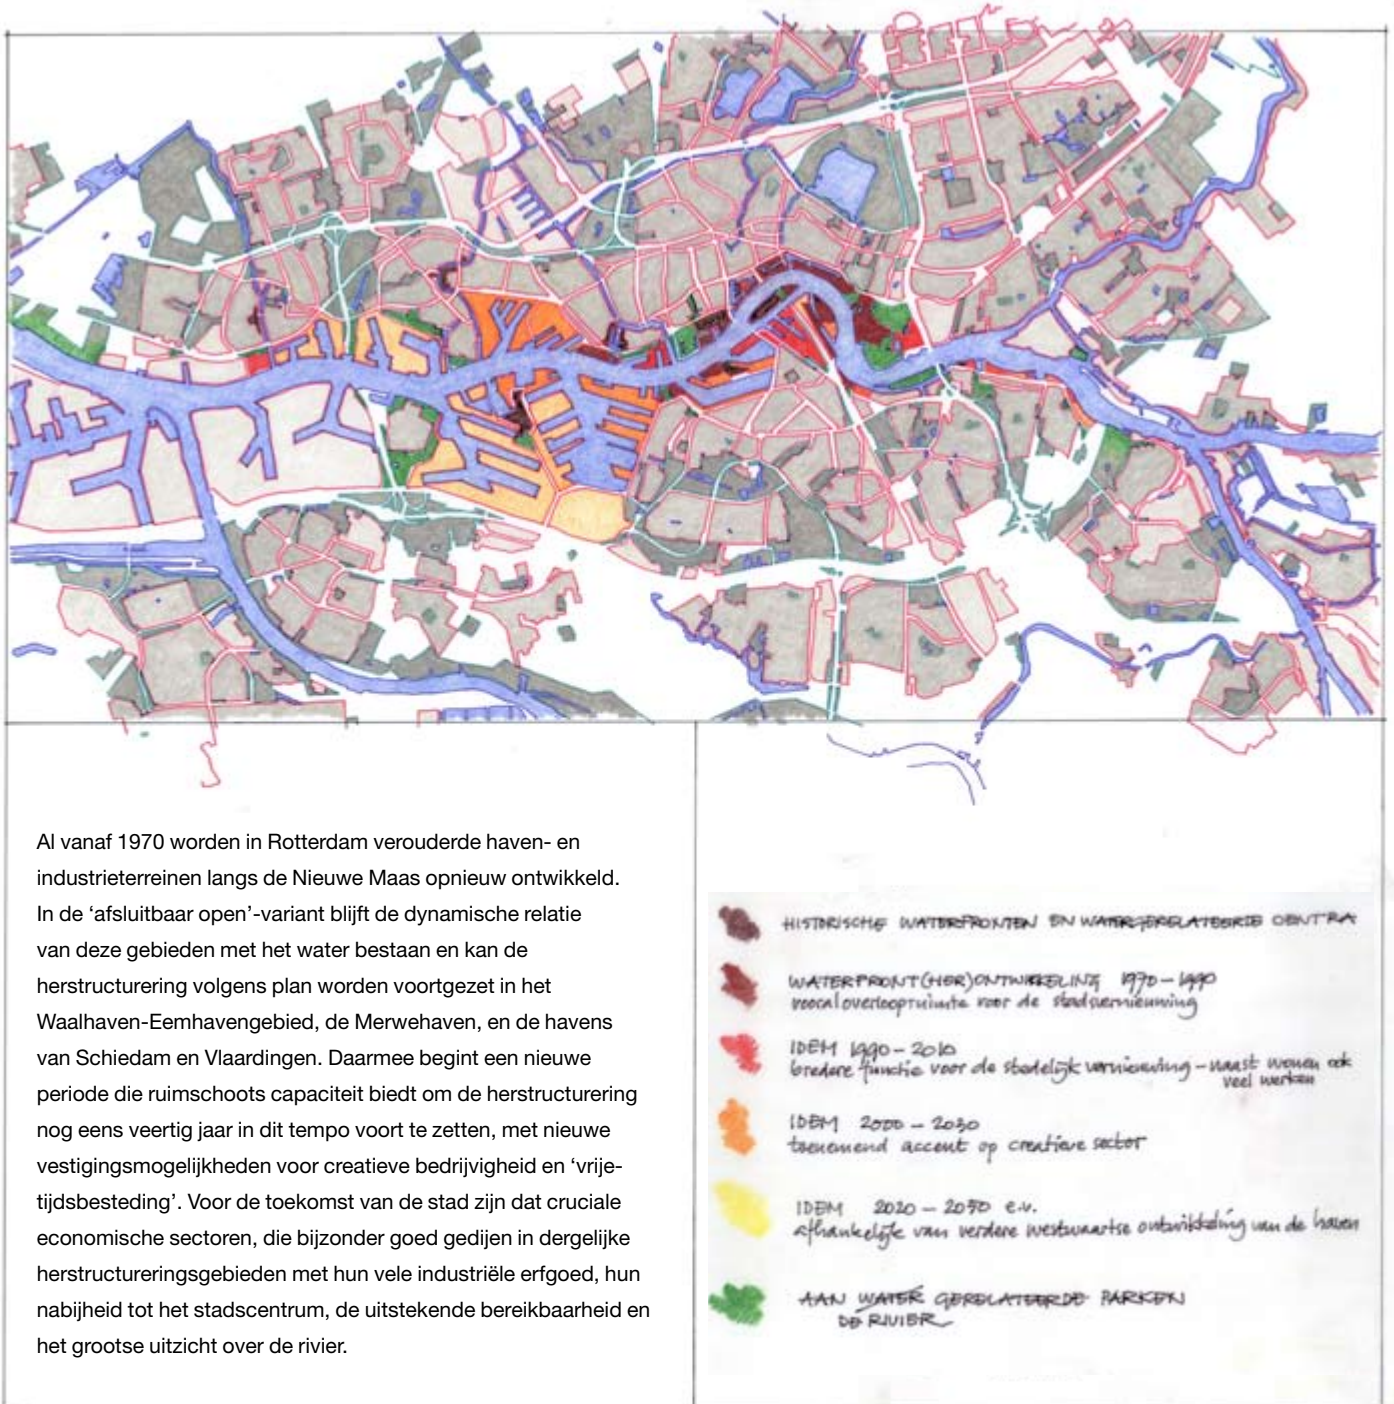 Al vanaf 1970 worden in Rotterdam verouderde haven- en
industrieterreinen langs de Nieuwe Maas opnieuw ontwikkeld.
In de ‘afsluitbaar open’-variant blijft de dynamische relatie
van deze gebieden met het water bestaan en kan de
herstructurering volgens plan worden voortgezet in het
Waalhaven-Eemhavengebied, de Merwehaven, en de havens
van Schiedam en Vlaardingen. Daarmee begint een nieuwe
periode die ruimschoots capaciteit biedt om de herstructurering
nog eens veertig jaar in dit tempo voort te zetten, met nieuwe
vestigingsmogelijkheden voor creatieve bedrijvigheid en ‘vrije-
tijdsbesteding’. Voor de toekomst van de stad zijn dat cruciale
economische sectoren, die bijzonder goed gedijen in dergelijke
herstructureringsgebieden met hun vele industriële erfgoed, hun
nabijheid tot het stadscentrum, de uitstekende bereikbaarheid en
het grootse uitzicht over de rivier.
HISTORISCHE WATERFRONTEN EN WATERGERELATEERDE CENTRA
WATERFRONT(HER)ONTWIKKELING 1970 – 1990
vooral overloopruimte voor de stadsvernieuwing
IDEM 1990 – 2010
bredere functie voor de stedelijk vernieuwing – naast wonen ook
veel werken
IDEM 2000 – 2030
toenemend accent op creatieve sector
IDEM 2020 – 2050 e.v.
afhankelijk van verdere westwaartse ontwikkeling van de haven
AAN WATER GERELATEERDE PARKEN
DE RIVIER